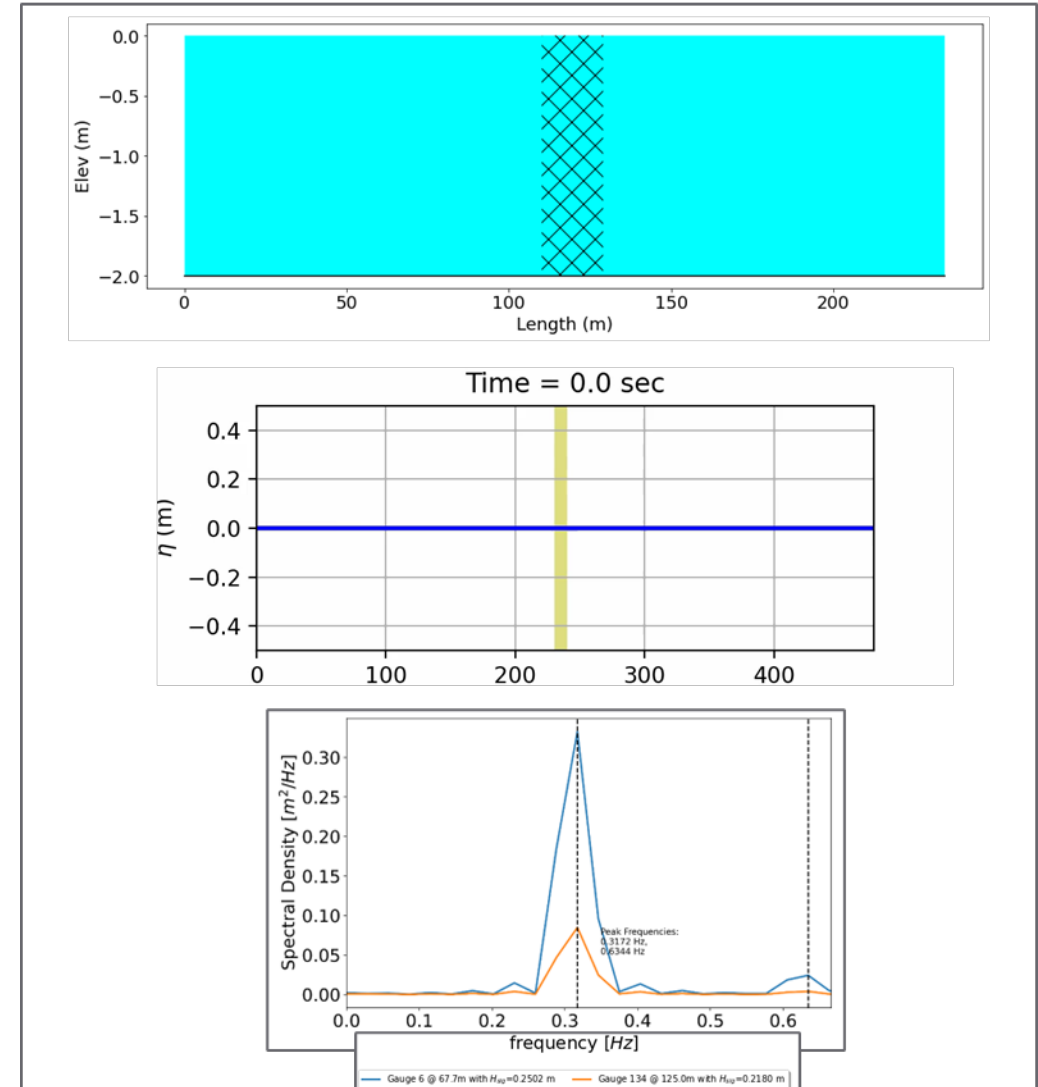 0.0
−0.5
−1.0
−1.5
−2.0
Elev (m)
0 50 100 150 200
Length (m)
Time = 0.0 sec
0.4
0.2
0.0
−0.2
−0.4
η (m)
0 100 200 300 400
0.30
0.25
0.20
0.15
0.10
0.05
0.00
Spectral Density [m²/Hz]
Peak Frequencies:
0.3172 Hz,
0.6344 Hz
0.0 0.1 0.2 0.3 0.4 0.5 0.6
frequency [Hz]
Gauge 6 @ 67.7m with Hsig=0.2502 m Gauge 134 @ 125.0m with Hsig=0.2180 m